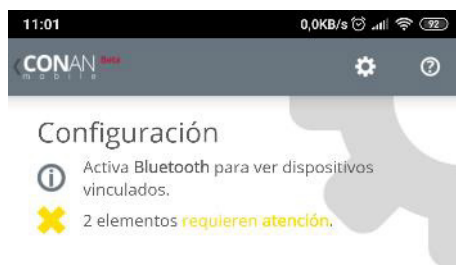 11:01 0,0KB/s 92
CONAN Beta
mobile
Configuración
Activa Bluetooth para ver dispositivos
vinculados.
2 elementos requieren atención.